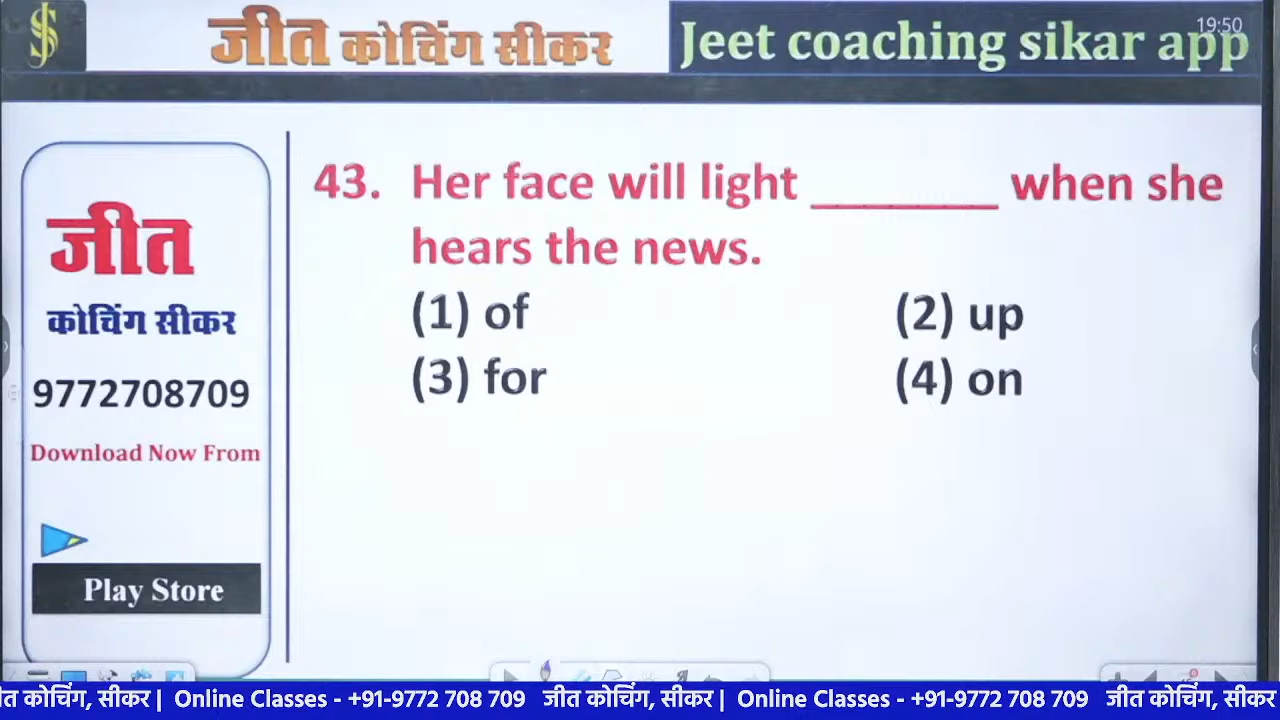 जीत कोचिंग सीकर
Jeet coaching sikar app
19:50
जीत
कोचिंग सीकर
9772708709
Download Now From
Play Store
43. Her face will light _______ when she
hears the news.
(1) of (2) up
(3) for (4) on
जीत कोचिंग, सीकर | Online Classes - +91-9772 708 709 जीत कोचिंग, सीकर | Online Classes - +91-9772 708 709 जीत कोचिंग, सीकर